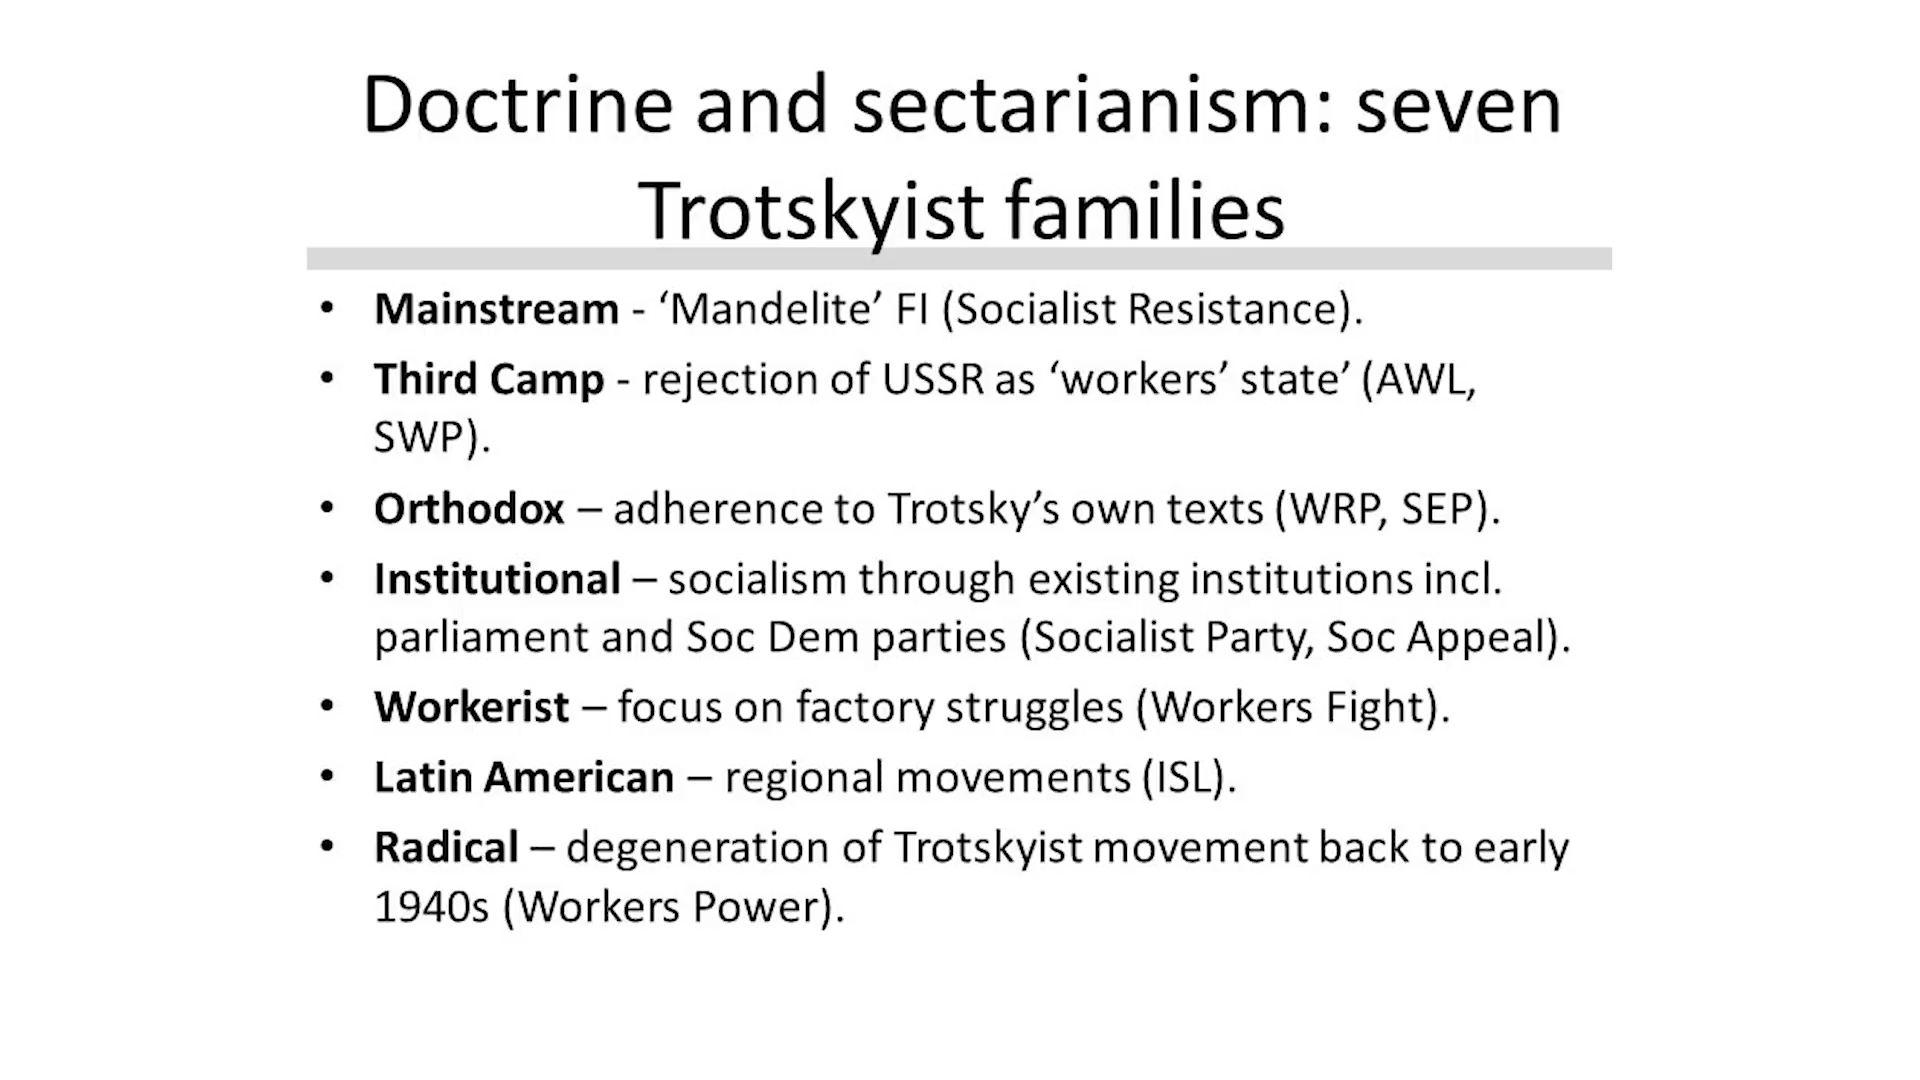 Doctrine and sectarianism: seven
Trotskyist families
• Mainstream - ‘Mandelite’ FI (Socialist Resistance).
• Third Camp - rejection of USSR as ‘workers’ state’ (AWL,
SWP).
• Orthodox – adherence to Trotsky’s own texts (WRP, SEP).
• Institutional – socialism through existing institutions incl.
parliament and Soc Dem parties (Socialist Party, Soc Appeal).
• Workerist – focus on factory struggles (Workers Fight).
• Latin American – regional movements (ISL).
• Radical – degeneration of Trotskyist movement back to early
1940s (Workers Power).